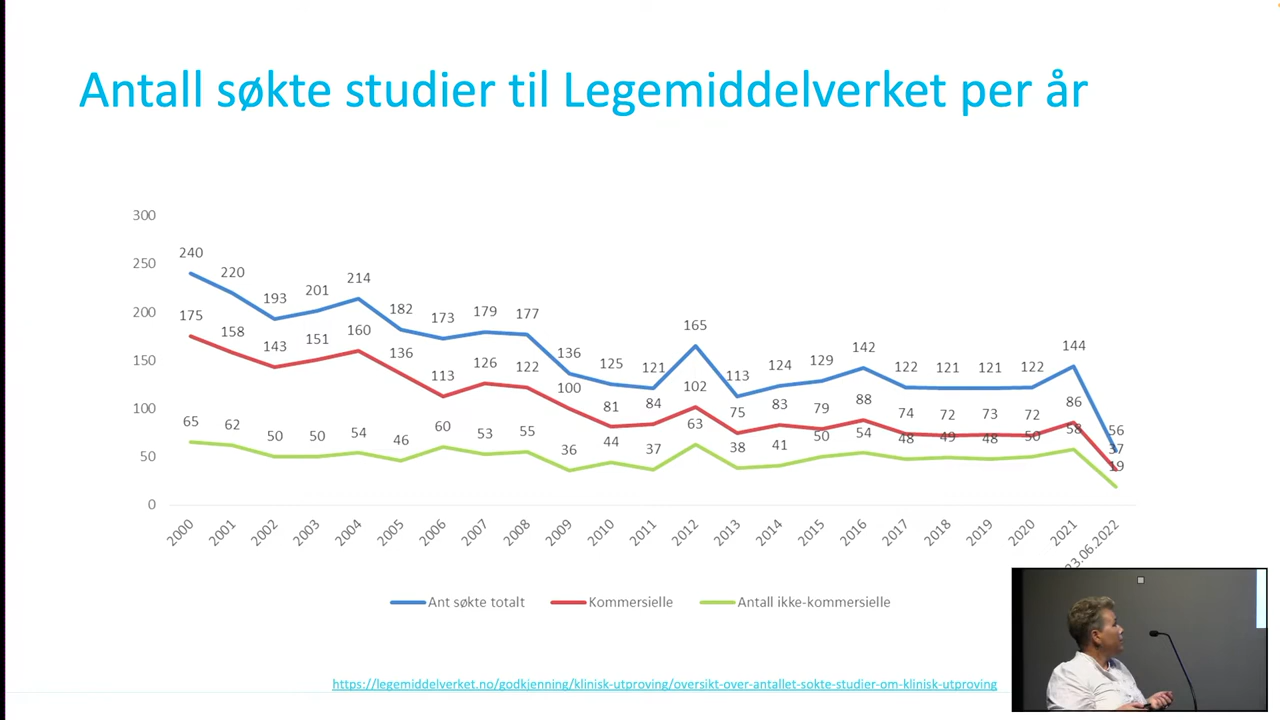 Antall søkte studier til Legemiddelverket per år
300
250
200
150
100
50
0
240 220 193 201 214 182 173 179 177 136 125 121 165 113 124 129 142 122 121 121 122 144 56
175 158 143 151 160 136 113 126 122 100 81 84 102 75 83 79 88 74 72 73 72 86 37
65 62 50 50 54 46 60 53 55 36 44 37 63 38 41 50 54 48 49 48 50 58 19
2000 2001 2002 2003 2004 2005 2006 2007 2008 2009 2010 2011 2012 2013 2014 2015 2016 2017 2018 2019 2020 2021 23.06.2022
Ant søkte totalt Kommersielle Antall ikke-kommersielle
https://legemiddelverket.no/godkjenning/klinisk-utproving/oversikt-over-antallet-sokte-studier-om-klinisk-utproving